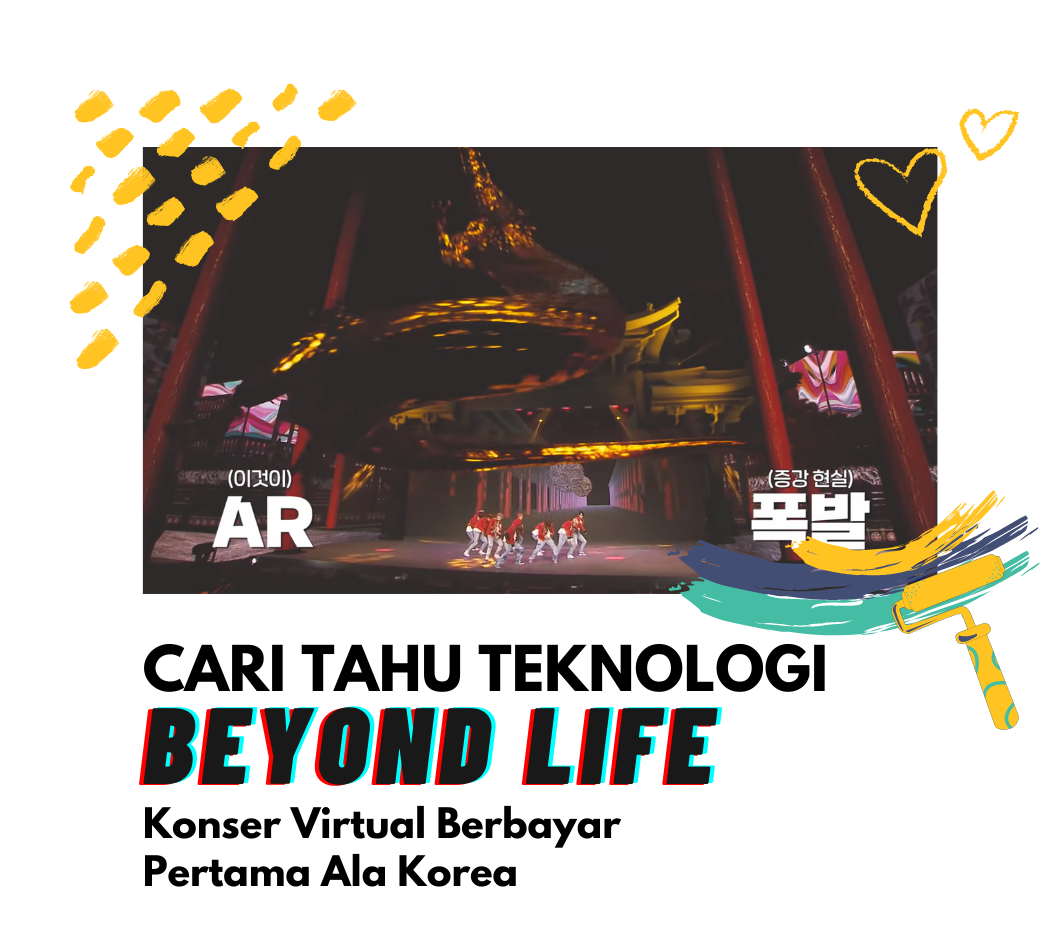 (이것이)
AR
(증강 현실)
폭발
CARI TAHU TEKNOLOGI
BEYOND LIFE
Konser Virtual Berbayar
Pertama Ala Korea